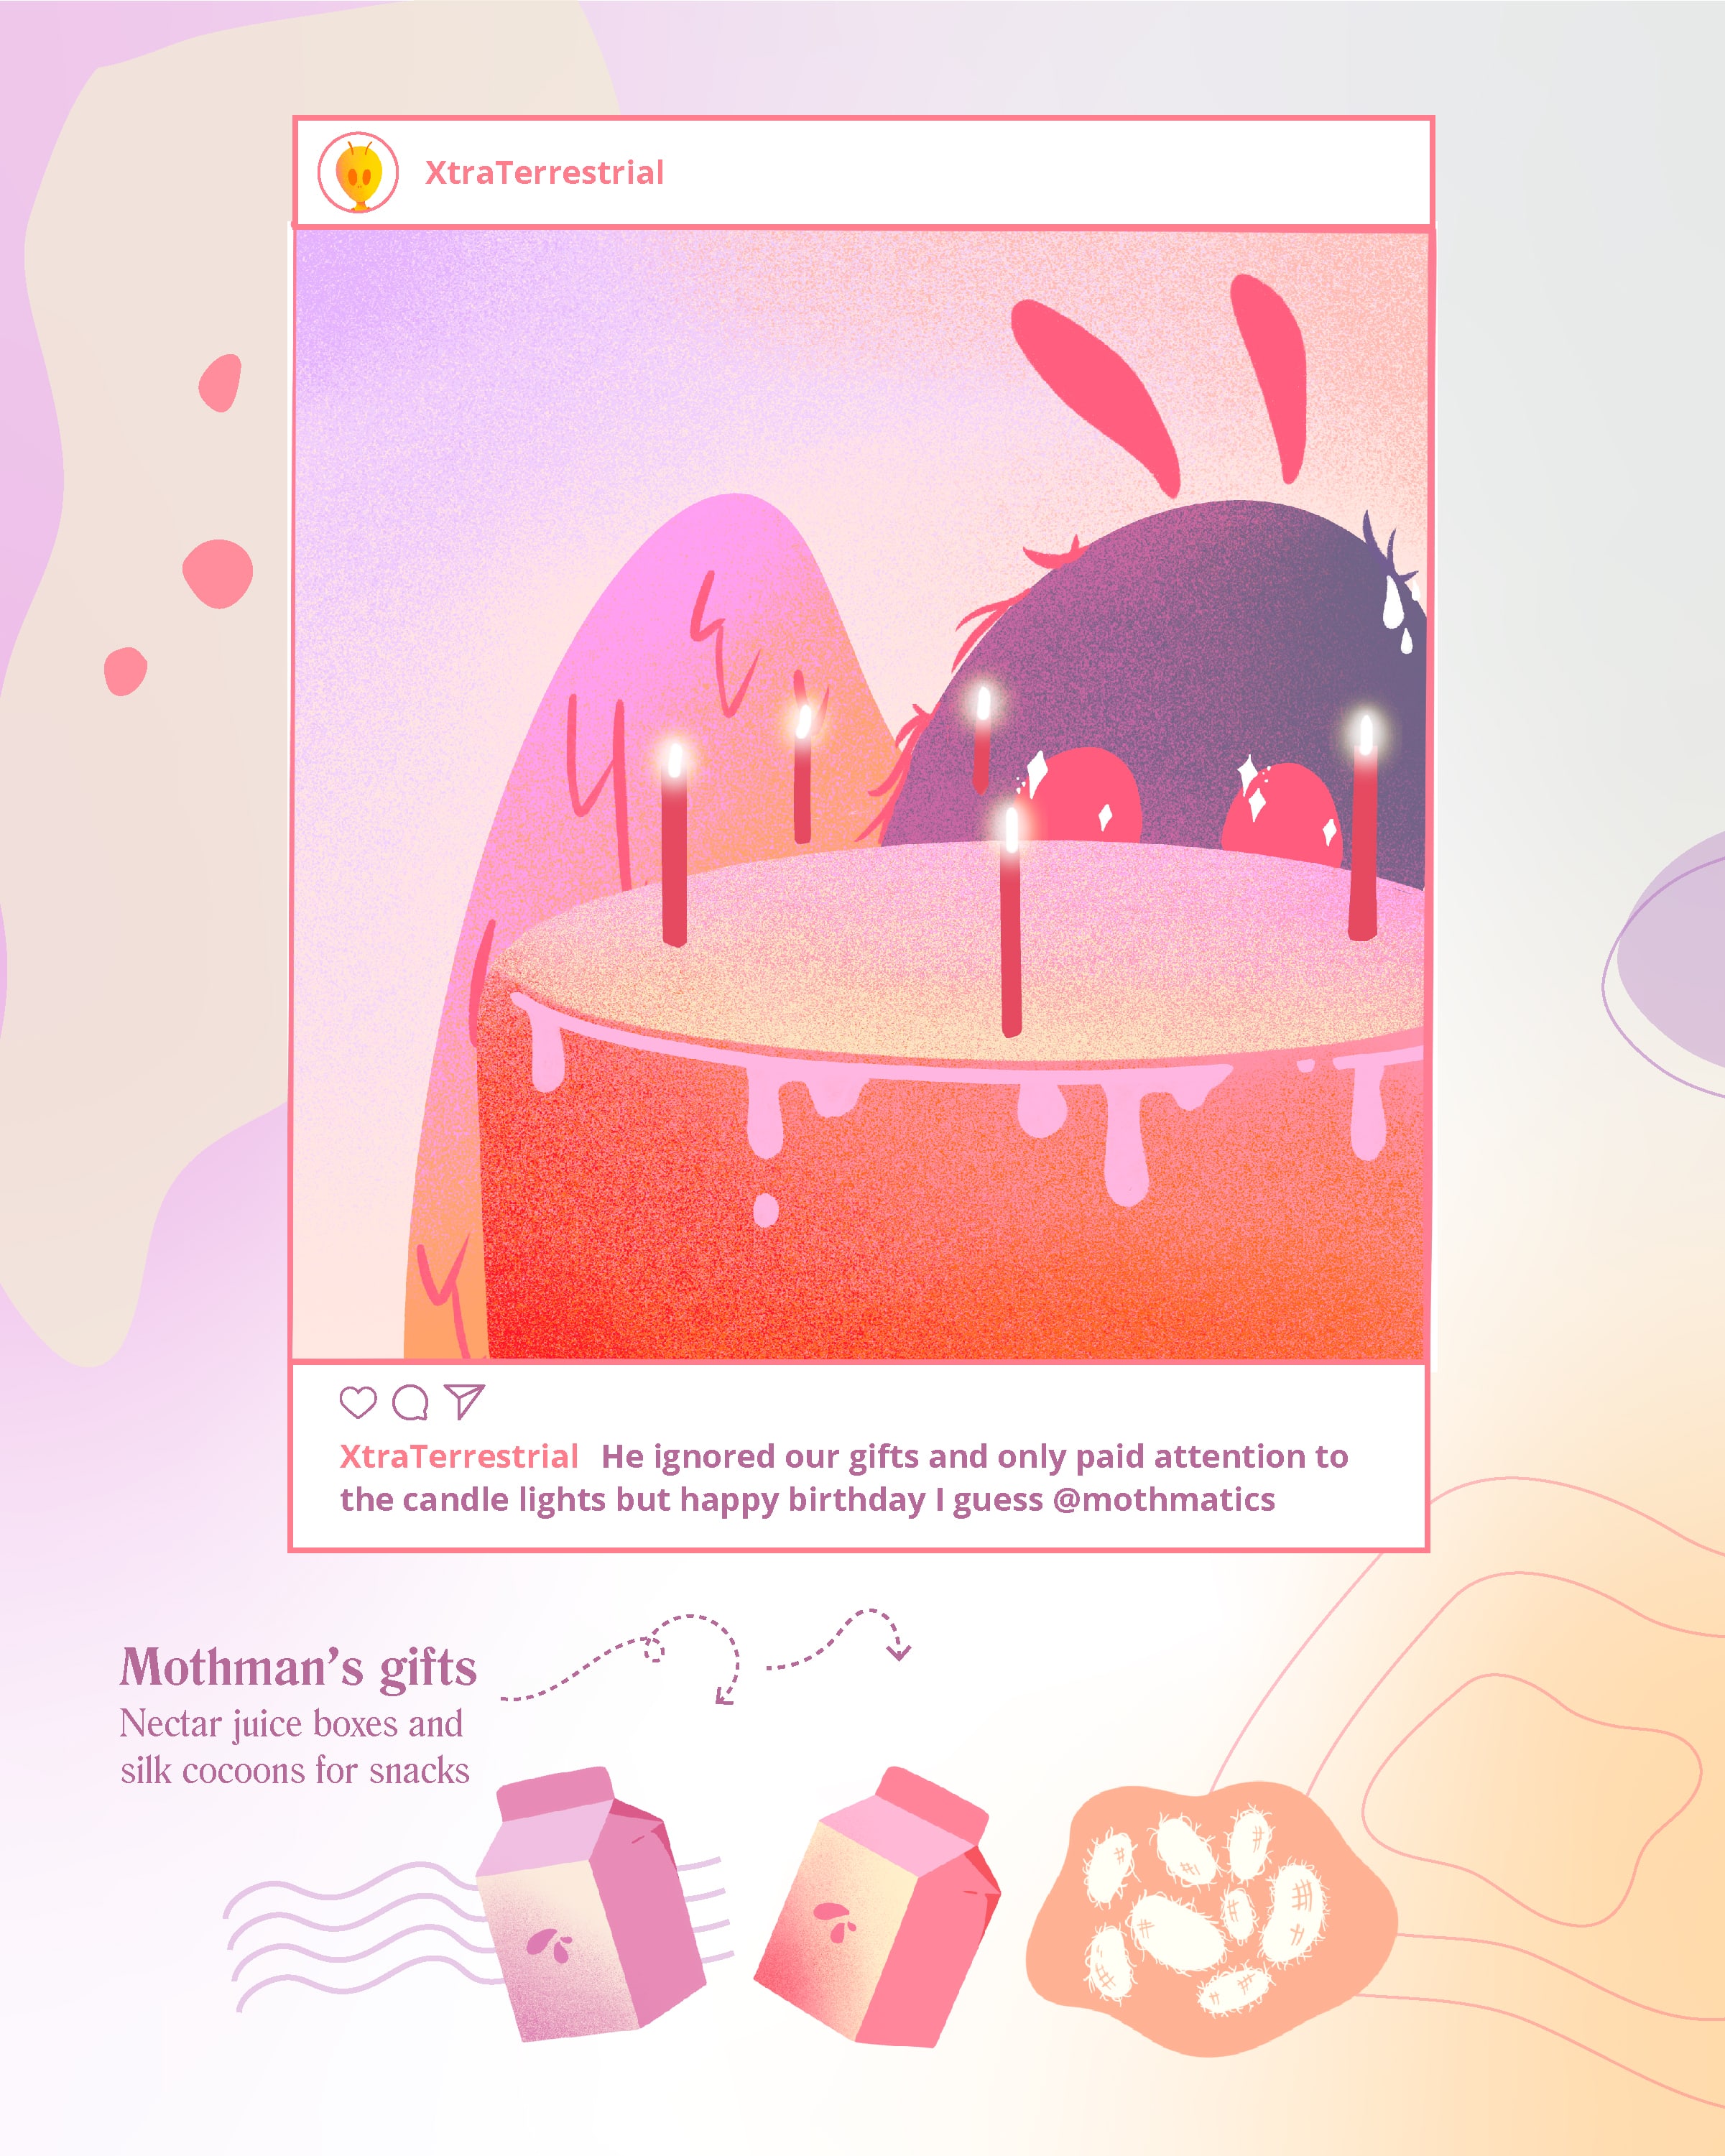 XtraTerrestrial
XtraTerrestrial He ignored our gifts and only paid attention to
the candle lights but happy birthday I guess @mothmatics
Mothman’s gifts
Nectar juice boxes and
silk cocoons for snacks